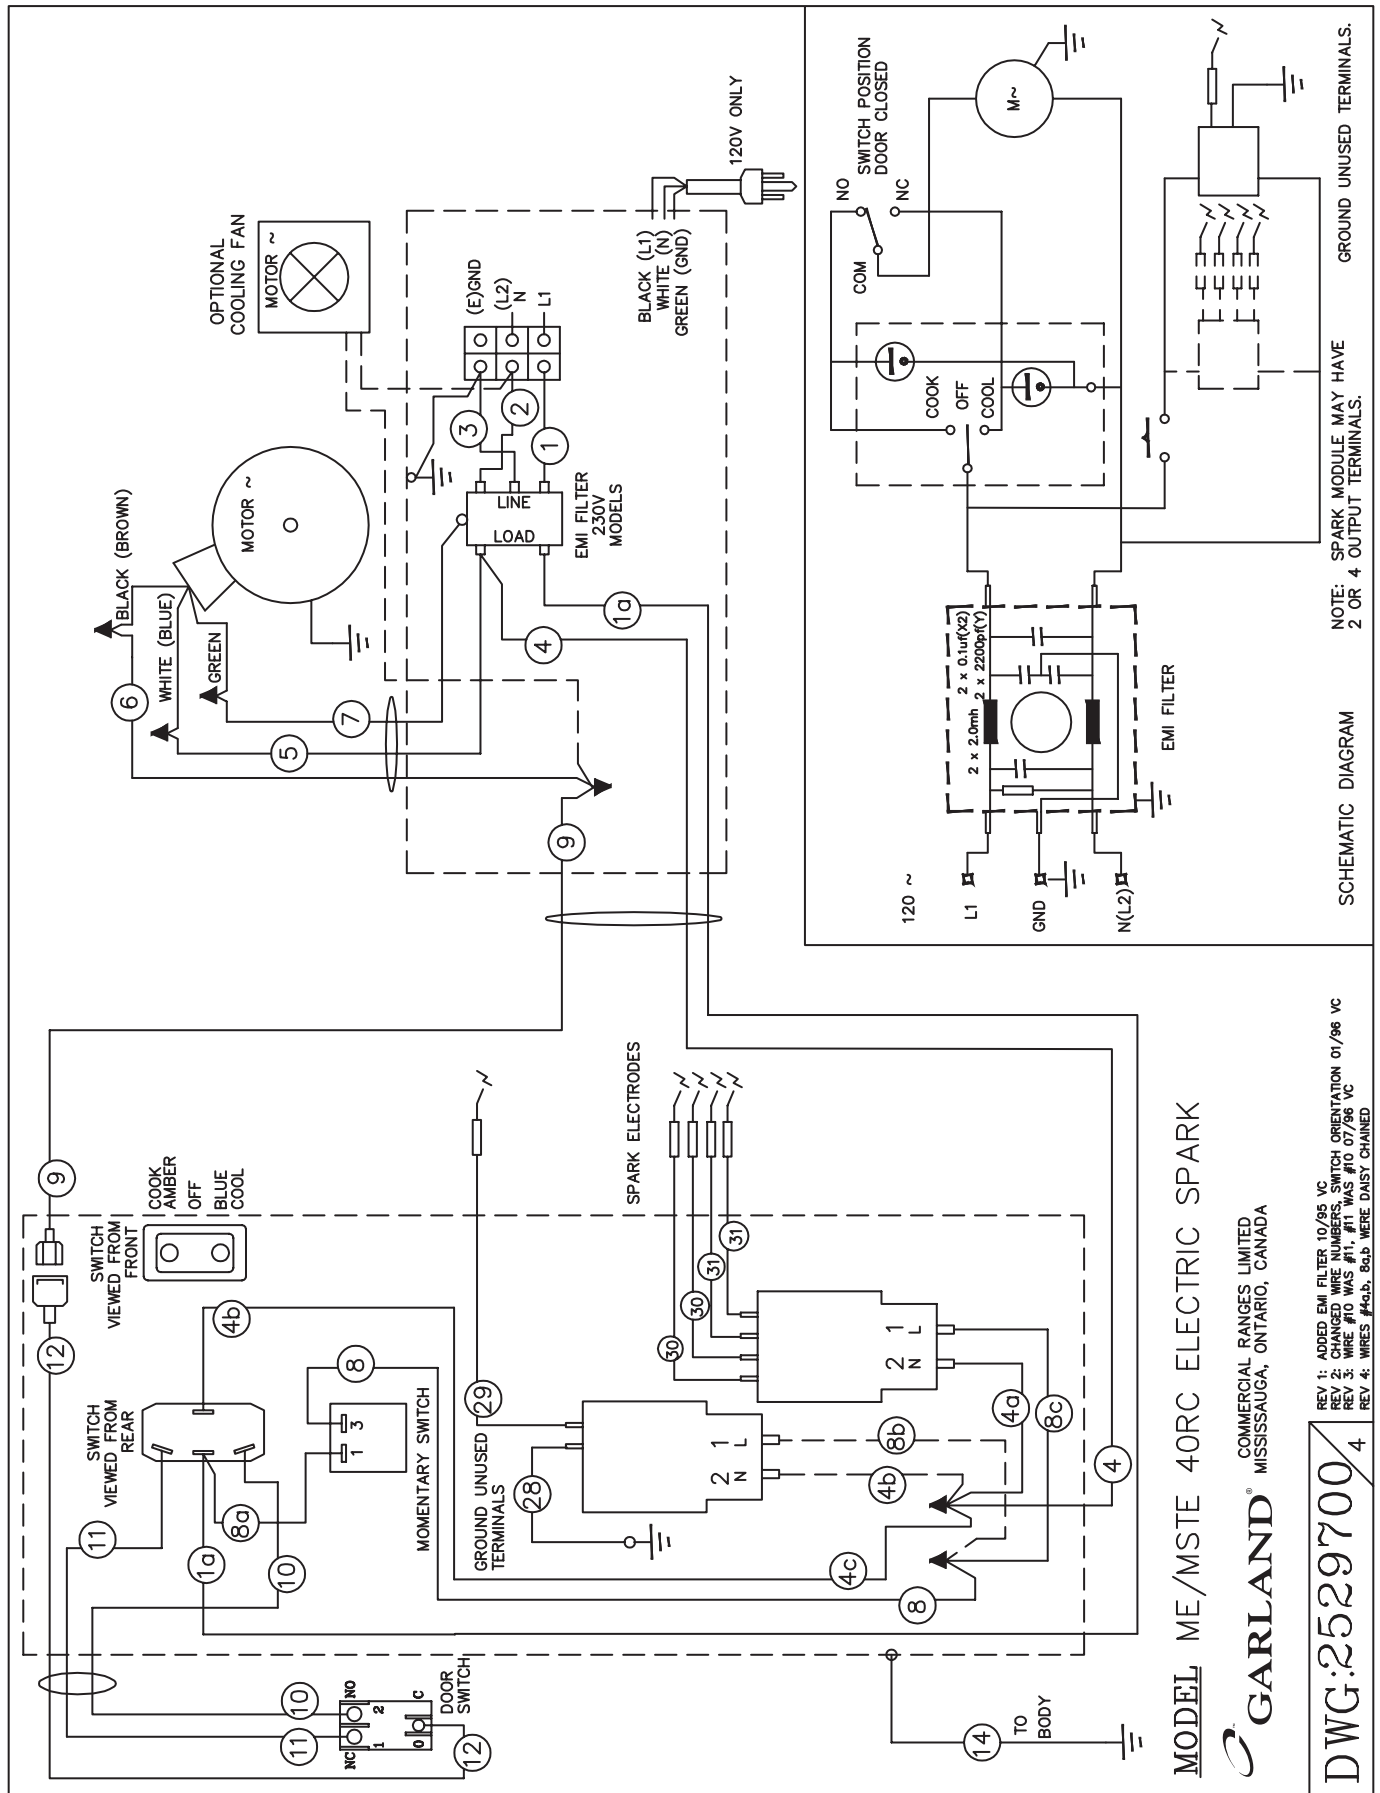 OPTIONAL
COOLING FAN
MOTOR ~
BLACK (BROWN)
MOTOR ~
WHITE (BLUE)
GREEN
6
5
7
(E)GND
(L2)
N
L1
3
2
1
LINE
LOAD
EMI FILTER
230V
MODELS
BLACK (L1)
WHITE (N)
GREEN (GND)
120V ONLY
4
1a
9
9
SWITCH
VIEWED FROM
FRONT
COOK
AMBER
OFF
BLUE
COOL
12
SWITCH
VIEWED FROM
REAR
4b
8
3
1
MOMENTARY SWITCH
11
8a
1a
10
SPARK ELECTRODES
29
30
30
31
31
1
L
2
N
GROUND UNUSED
TERMINALS
28
1
L
2
N
8b
4b
4a
8c
4
4c
8
10
11
NO
NC
2
1
C
0
DOOR
SWITCH
12
14
TO
BODY
SWITCH POSITION
DOOR CLOSED
NO
NC
COM
M~
COOK
OFF
COOL
2 x 0.1uf(X2)
2 x 2.0mh
2 x 2200pf(Y)
EMI FILTER
120 ~
L1
GND
N(L2)
NOTE: SPARK MODULE MAY HAVE
2 OR 4 OUTPUT TERMINALS.
GROUND UNUSED TERMINALS.
SCHEMATIC DIAGRAM
MODEL ME/MSTE 40RC ELECTRIC SPARK
GARLAND®
COMMERCIAL RANGES LIMITED
MISSISSAUGA, ONTARIO, CANADA
REV 1: ADDED EMI FILTER 10/95 VC
REV 2: CHANGED WIRE NUMBERS, SWITCH ORIENTATION 01/96 VC
REV 3: WIRE #10 WAS #11, #11 WAS #10 07/96 VC
REV 4: WIRES #4a,b, 8a,b WERE DAISY CHAINED
DWG:2529700
4